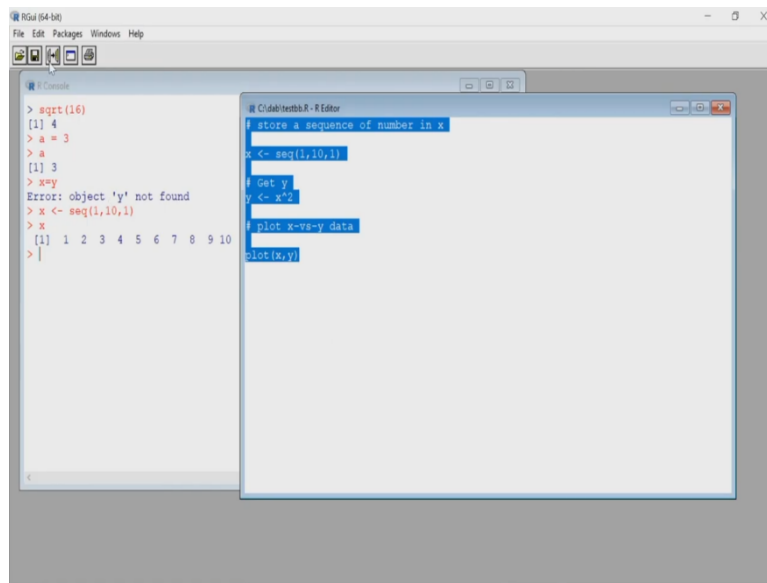 RGui (64-bit)
File Edit Packages Windows Help
R Console
> sqrt(16)
[1] 4
> a = 3
> a
[1] 3
> x=y
Error: object 'y' not found
> x <- seq(1,10,1)
> x
[1] 1 2 3 4 5 6 7 8 9 10
>
C:\dab\testbb.R - R Editor
# store a sequence of number in x
x <- seq(1,10,1)
# Get y
y <- x^2
# plot x-vs-y data
plot(x,y)